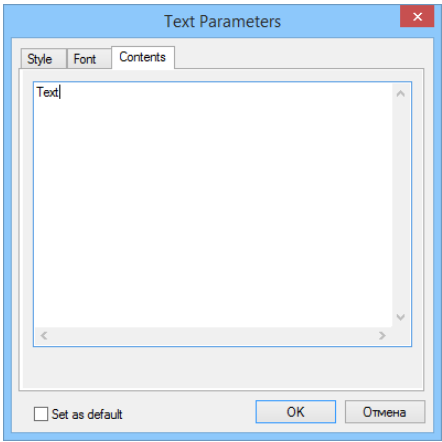 Text Parameters
Style Font Contents
Text
Set as default OK Отмена